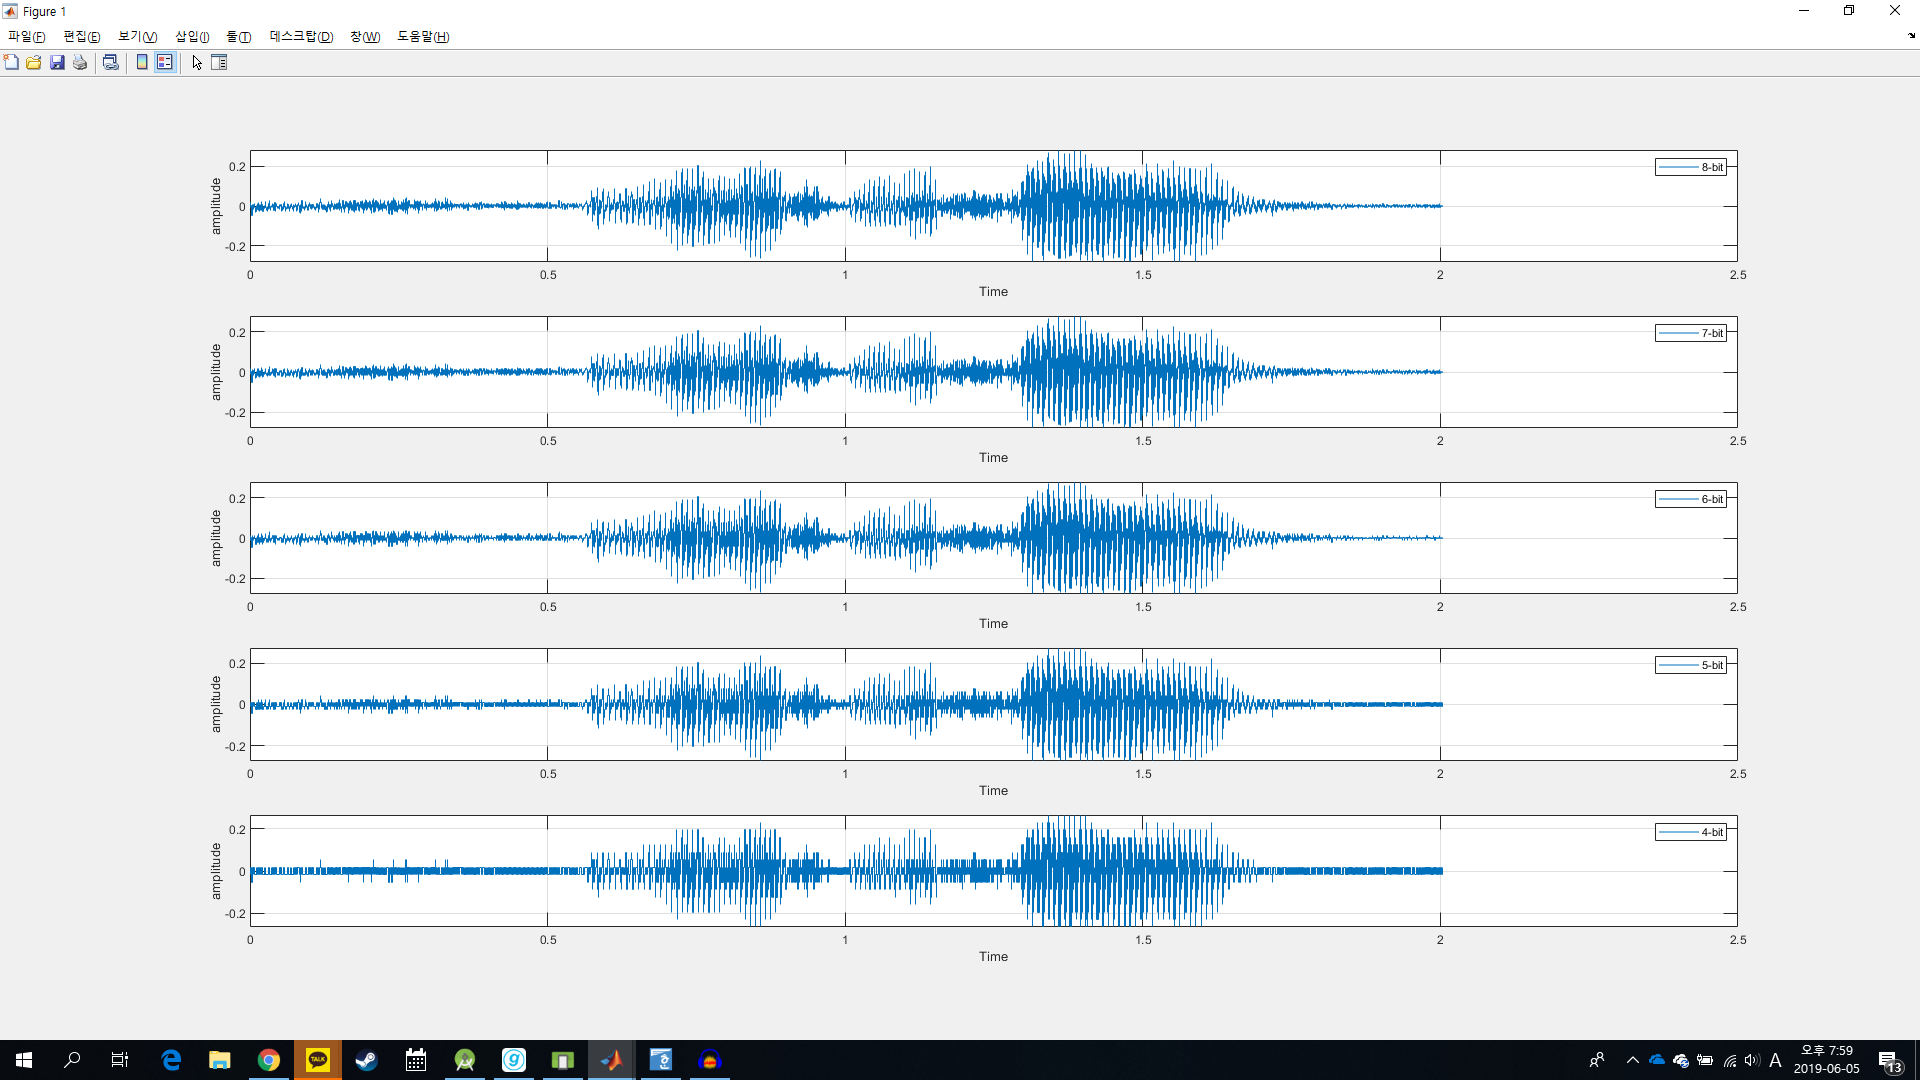 Figure 1
파일(F) 편집(E) 보기(V) 삽입(I) 툴(T) 데스크탑(D) 창(W) 도움말(H)
8-bit
amplitude
0.2
0
-0.2
0 0.5 1 1.5 2 2.5
Time
7-bit
amplitude
0.2
0
-0.2
0 0.5 1 1.5 2 2.5
Time
6-bit
amplitude
0.2
0
-0.2
0 0.5 1 1.5 2 2.5
Time
5-bit
amplitude
0.2
0
-0.2
0 0.5 1 1.5 2 2.5
Time
4-bit
amplitude
0.2
0
-0.2
0 0.5 1 1.5 2 2.5
Time
TALK
A
오후 7:59
2019-06-05
13